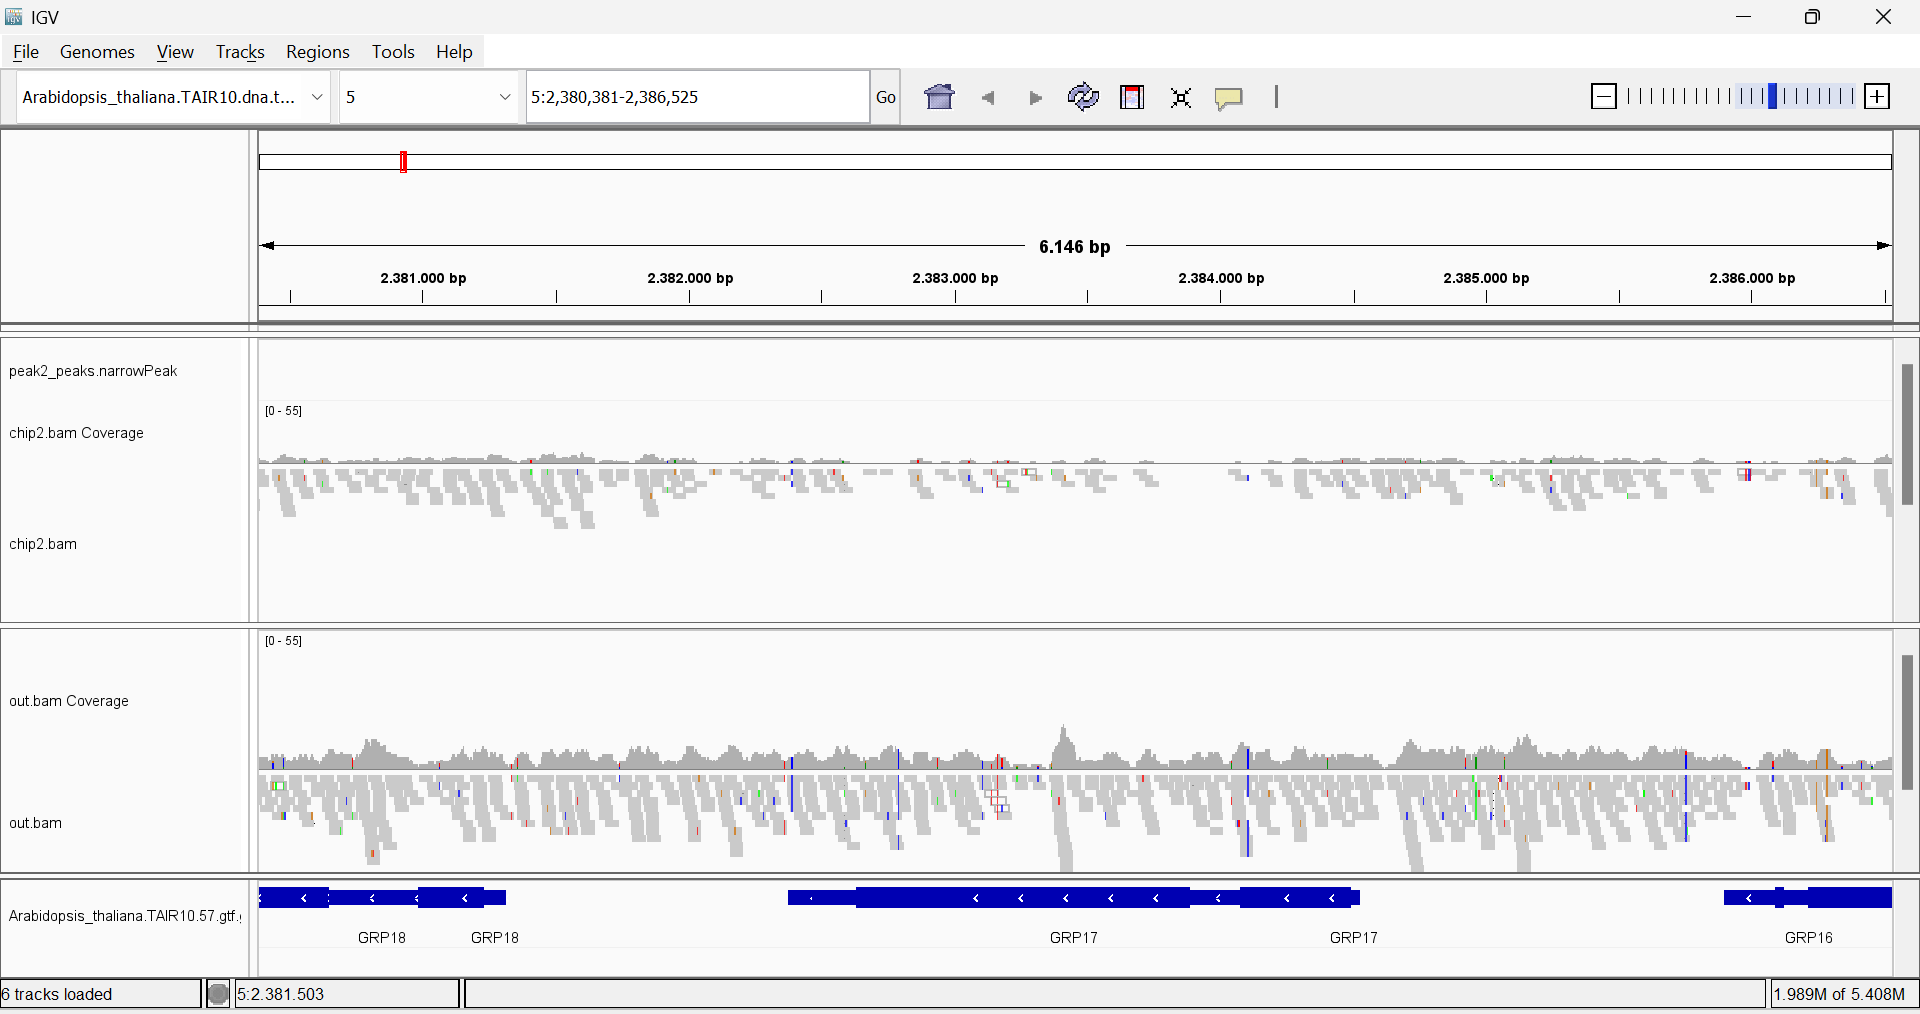 IGV
File Genomes View Tracks Regions Tools Help
Arabidopsis_thaliana.TAIR10.dna.t... 5 5:2,380,381-2,386,525 Go
6.146 bp
2.381.000 bp 2.382.000 bp 2.383.000 bp 2.384.000 bp 2.385.000 bp 2.386.000 bp
peak2_peaks.narrowPeak
[0 - 55]
chip2.bam Coverage
chip2.bam
[0 - 55]
out.bam Coverage
out.bam
Arabidopsis_thaliana.TAIR10.57.gtf.
GRP18 GRP18 GRP17 GRP17 GRP16
6 tracks loaded 5:2.381.503 1.989M of 5.408M